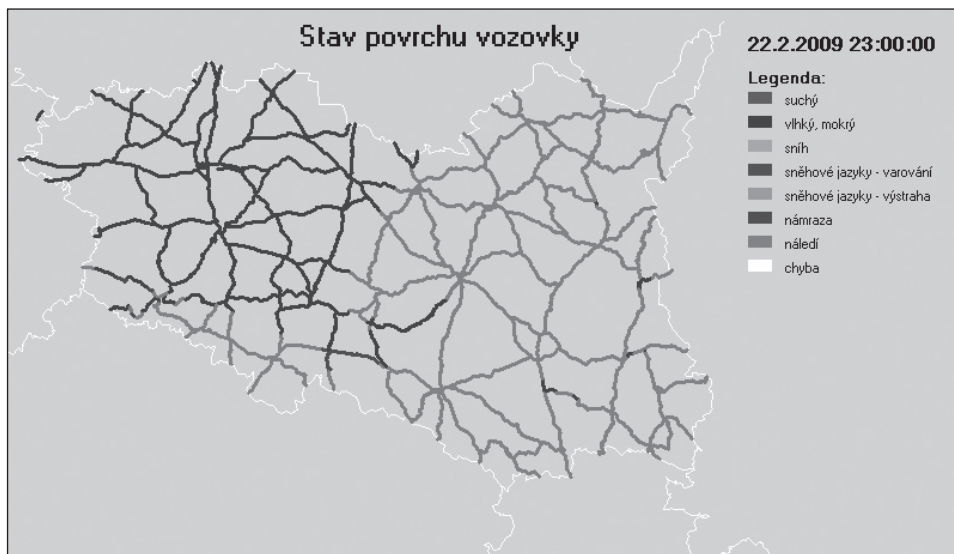 Stav povrchu vozovky
22.2.2009 23:00:00
Legenda:
suchý
vlhký, mokrý
sníh
sněhové jazyky - varování
sněhové jazyky - výstraha
námraza
náledí
chyba